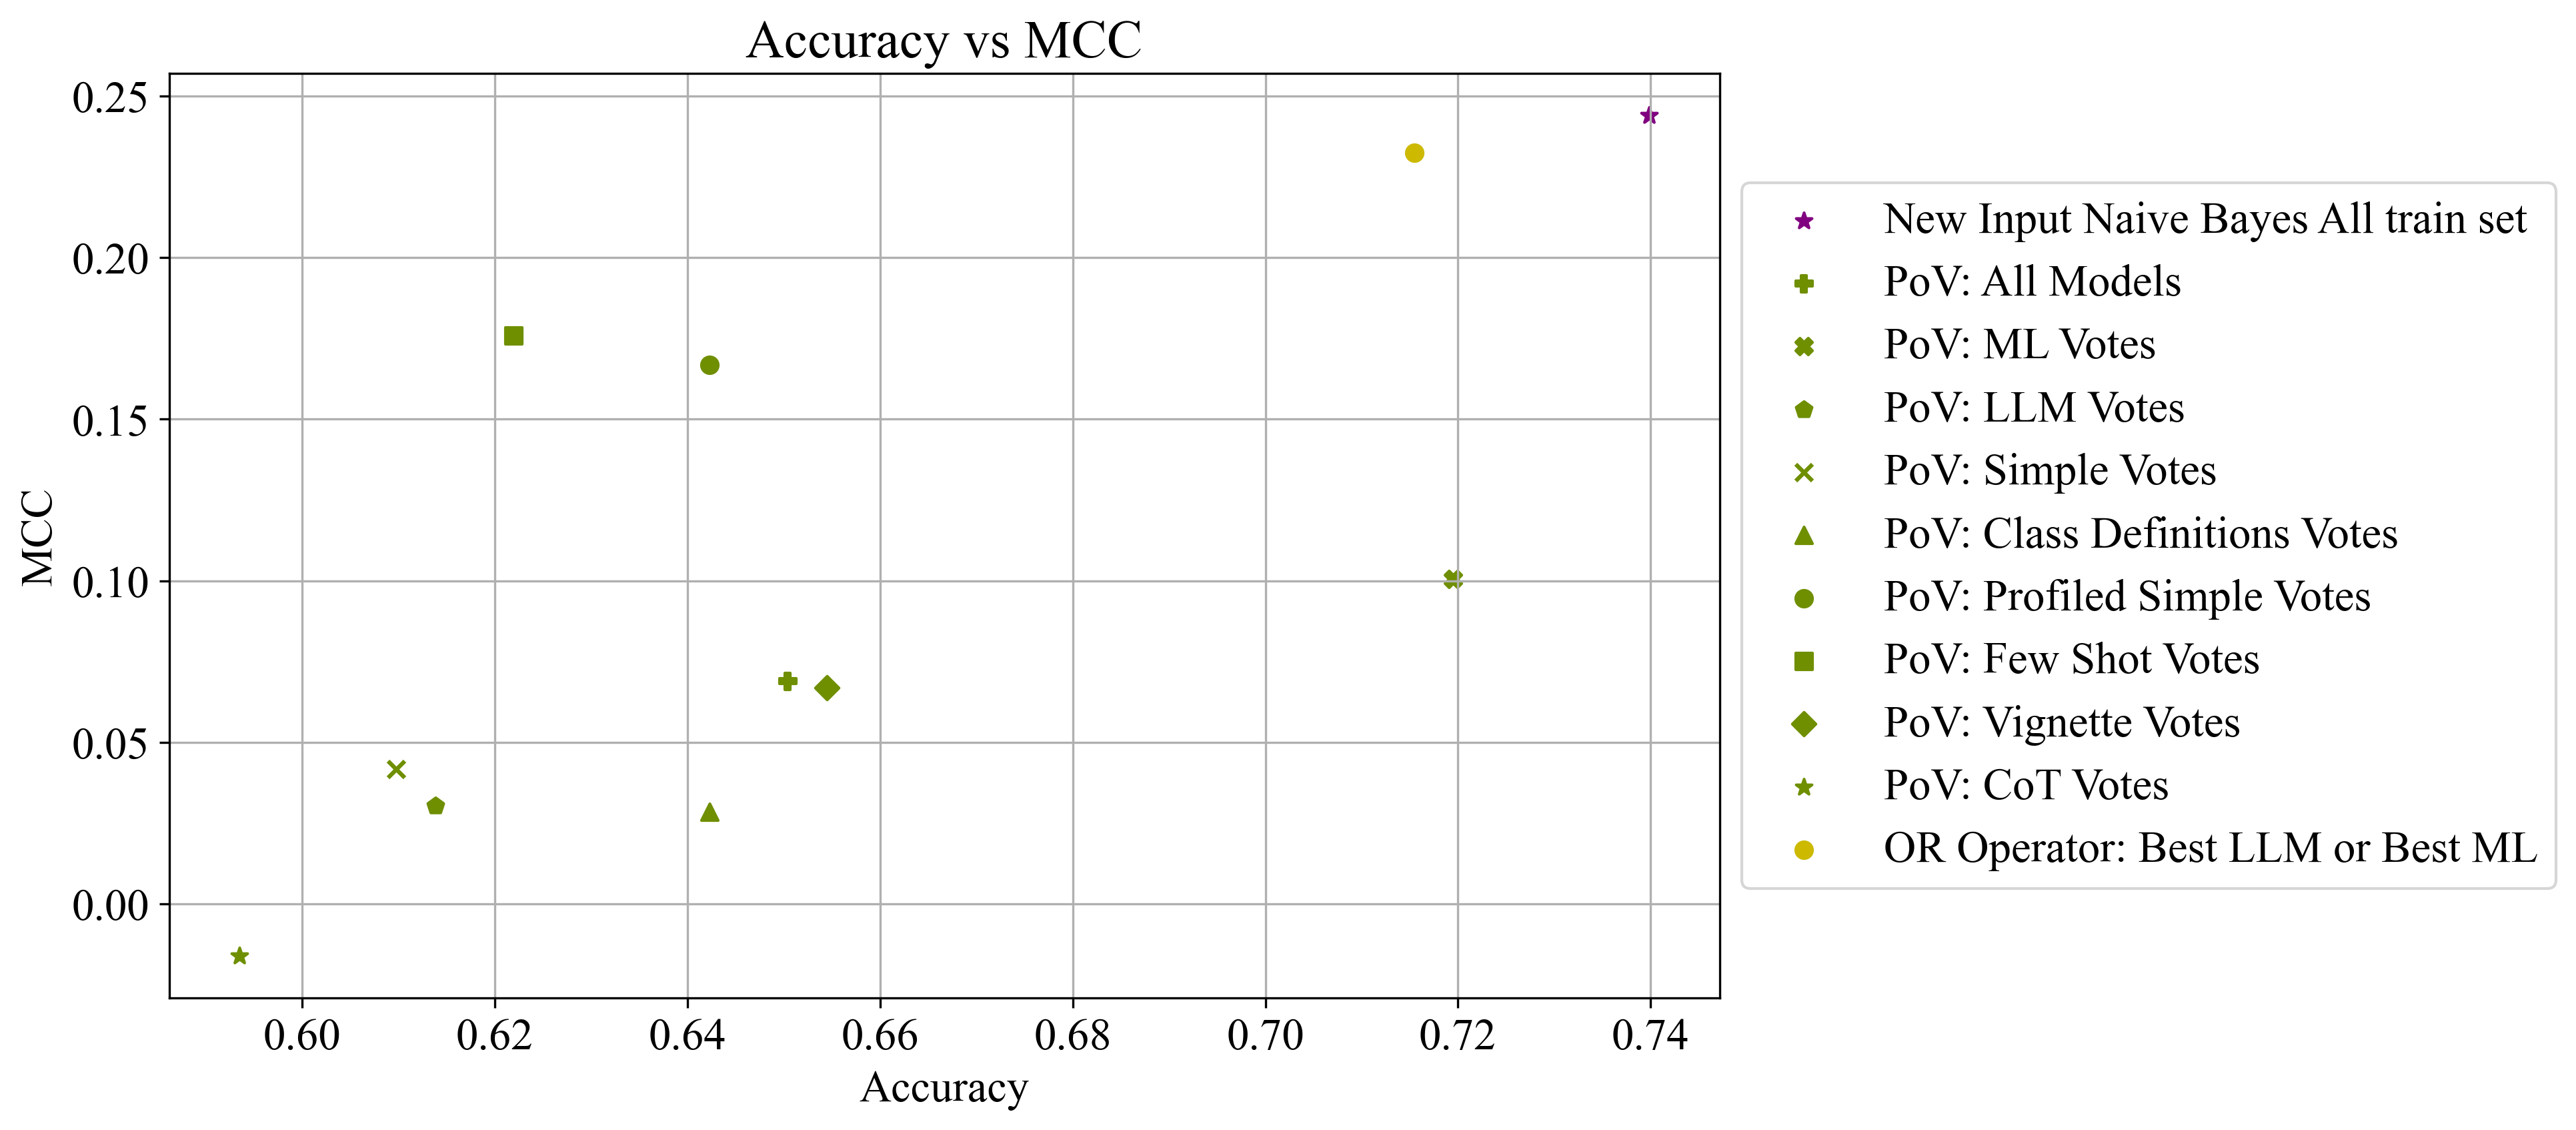 Accuracy vs MCC
0.25
0.20
0.15
0.10
0.05
0.00
MCC
0.60 0.62 0.64 0.66 0.68 0.70 0.72 0.74
Accuracy
New Input Naive Bayes All train set
PoV: All Models
PoV: ML Votes
PoV: LLM Votes
PoV: Simple Votes
PoV: Class Definitions Votes
PoV: Profiled Simple Votes
PoV: Few Shot Votes
PoV: Vignette Votes
PoV: CoT Votes
OR Operator: Best LLM or Best ML